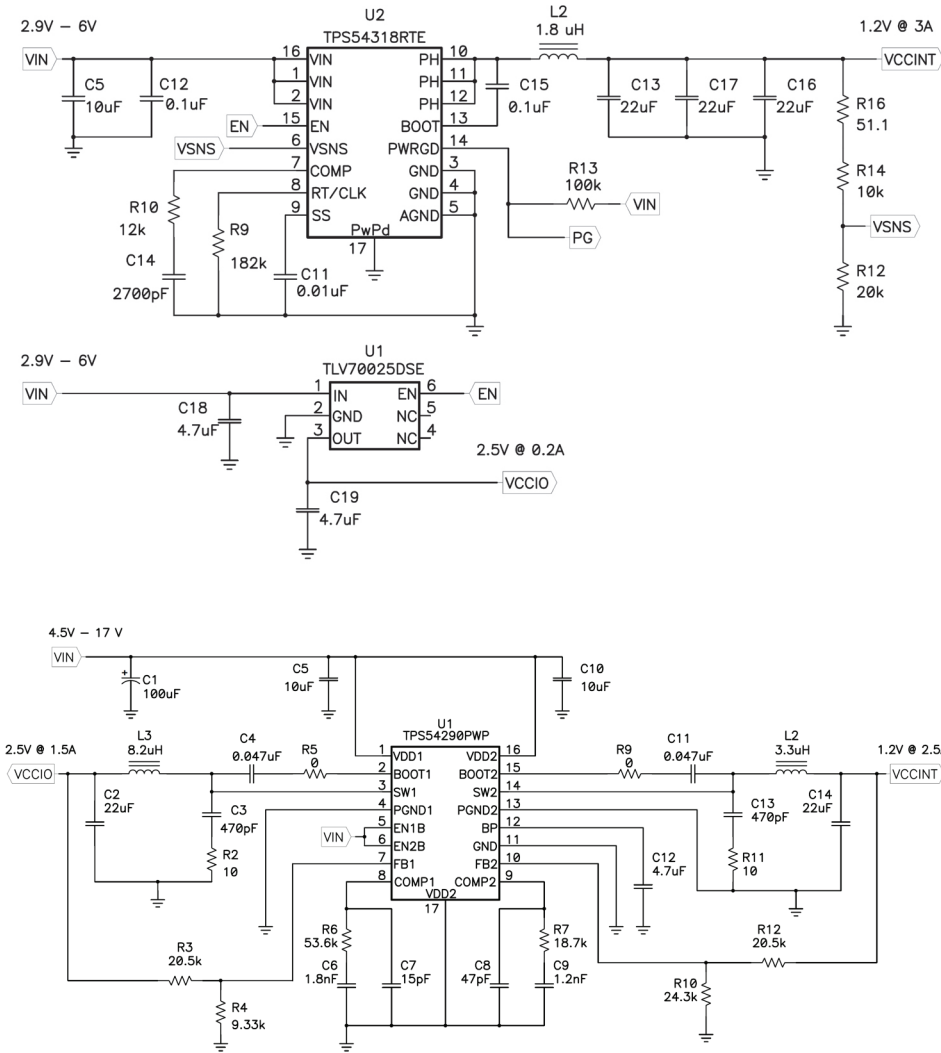 2.9V – 6V
U2
TPS54318RTE
L2
1.8 uH
1.2V @ 3A
VIN
VCCINT
C5
10uF
C12
0.1uF
16 VIN
1 VIN
2 VIN
15 EN
6 VSNS
7 COMP
8 RT/CLK
9 SS
PwPd
17
PH 10
PH 11
PH 12
BOOT 13
PWRGD 14
GND 3
GND 4
AGND 5
EN
VSNS
R10
12k
C14
2700pF
R9
182k
C11
0.01uF
C15
0.1uF
C13
22uF
C17
22uF
C16
22uF
R13
100k
VIN
PG
R16
51.1
R14
10k
VSNS
R12
20k
2.9V – 6V
VIN
U1
TLV70025DSE
C18
4.7uF
1 IN
2 GND
3 OUT
EN 6
NC 5
NC 4
EN
2.5V @ 0.2A
VCCIO
C19
4.7uF
4.5V – 17 V
VIN
C1
100uF
C5
10uF
C10
10uF
U1
TPS54290PWP
2.5V @ 1.5A
VCCIO
L3
8.2uH
C4
0.047uF
R5
0
C2
22uF
C3
470pF
R2
10
VIN
1 VDD1
2 BOOT1
3 SW1
4 PGND1
5 EN1B
6 EN2B
7 FB1
8 COMP1
VDD2
17
VDD2 16
BOOT2 15
SW2 14
PGND2 13
BP 12
GND 11
FB2 10
COMP2 9
R9
0
C11
0.047uF
L2
3.3uH
1.2V @ 2.5
VCCINT
C13
470pF
C14
22uF
R11
10
C12
4.7uF
R3
20.5k
R4
9.33k
R6
53.6k
C6
1.8nF
C7
15pF
C8
47pF
R7
18.7k
C9
1.2nF
R12
20.5k
R10
24.3k